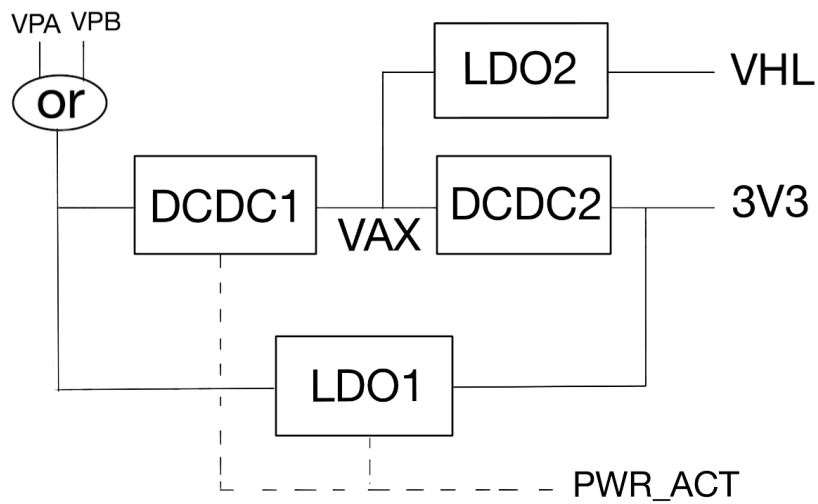 VPA VPB
or
LDO2 VHL
DCDC1 DCDC2 3V3
VAX
LDO1
PWR_ACT